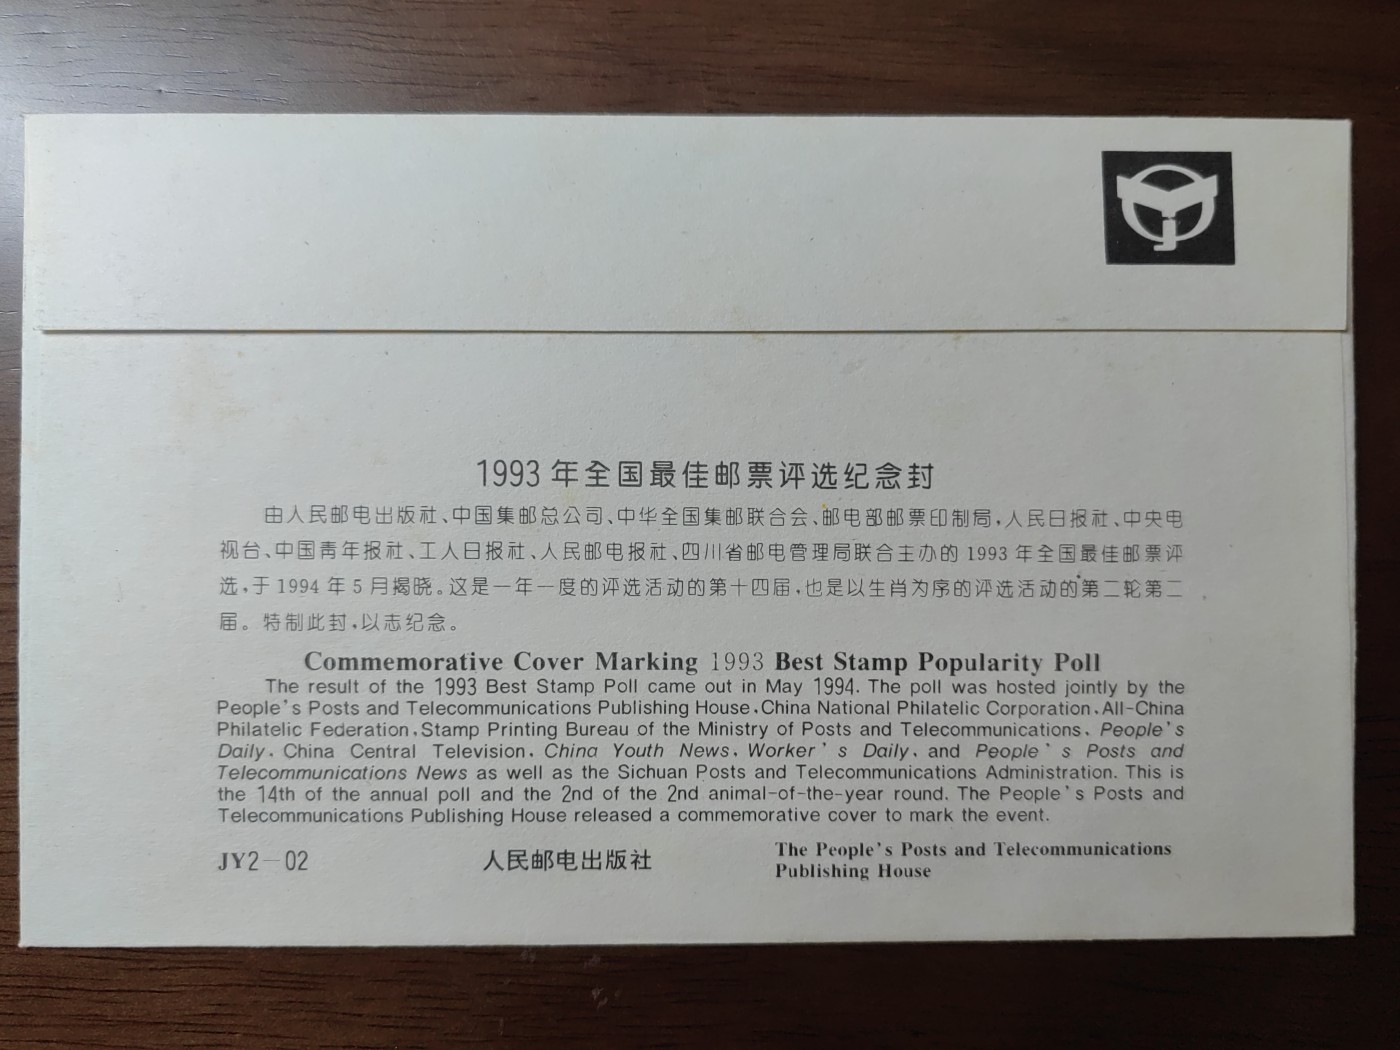 1993年全国最佳邮票评选纪念封
由人民邮电出版社、中国集邮总公司、中华全国集邮联合会、邮电部邮票印制局,人民日报社、中央电
视台、中国青年报社、工人日报社、人民邮电报社、四川省邮电管理局联合主办的1993年全国最佳邮票评
选,于1994年5月揭晓。这是一年一度的评选活动的第十四届,也是以生肖为序的评选活动的第二轮第二
届。特制此封,以志纪念。
Commemorative Cover Marking 1993 Best Stamp Popularity Poll
The result of the 1993 Best Stamp Poll came out in May 1994. The poll was hosted jointly by the
People's Posts and Telecommunications Publishing House, China National Philatelic Corporation, All-China
Philatelic Federation, Stamp Printing Bureau of the Ministry of Posts and Telecommunications, People's
Daily, China Central Television, China Youth News, Worker's Daily, and People's Posts and
Telecommunications News as well as the Sichuan Posts and Telecommunications Administration. This is
the 14th of the annual poll and the 2nd of the 2nd animal-of-the-year round. The People's Posts and
Telecommunications Publishing House released a commemorative cover to mark the event.
JY2—02 人民邮电出版社 The People's Posts and Telecommunications
Publishing House